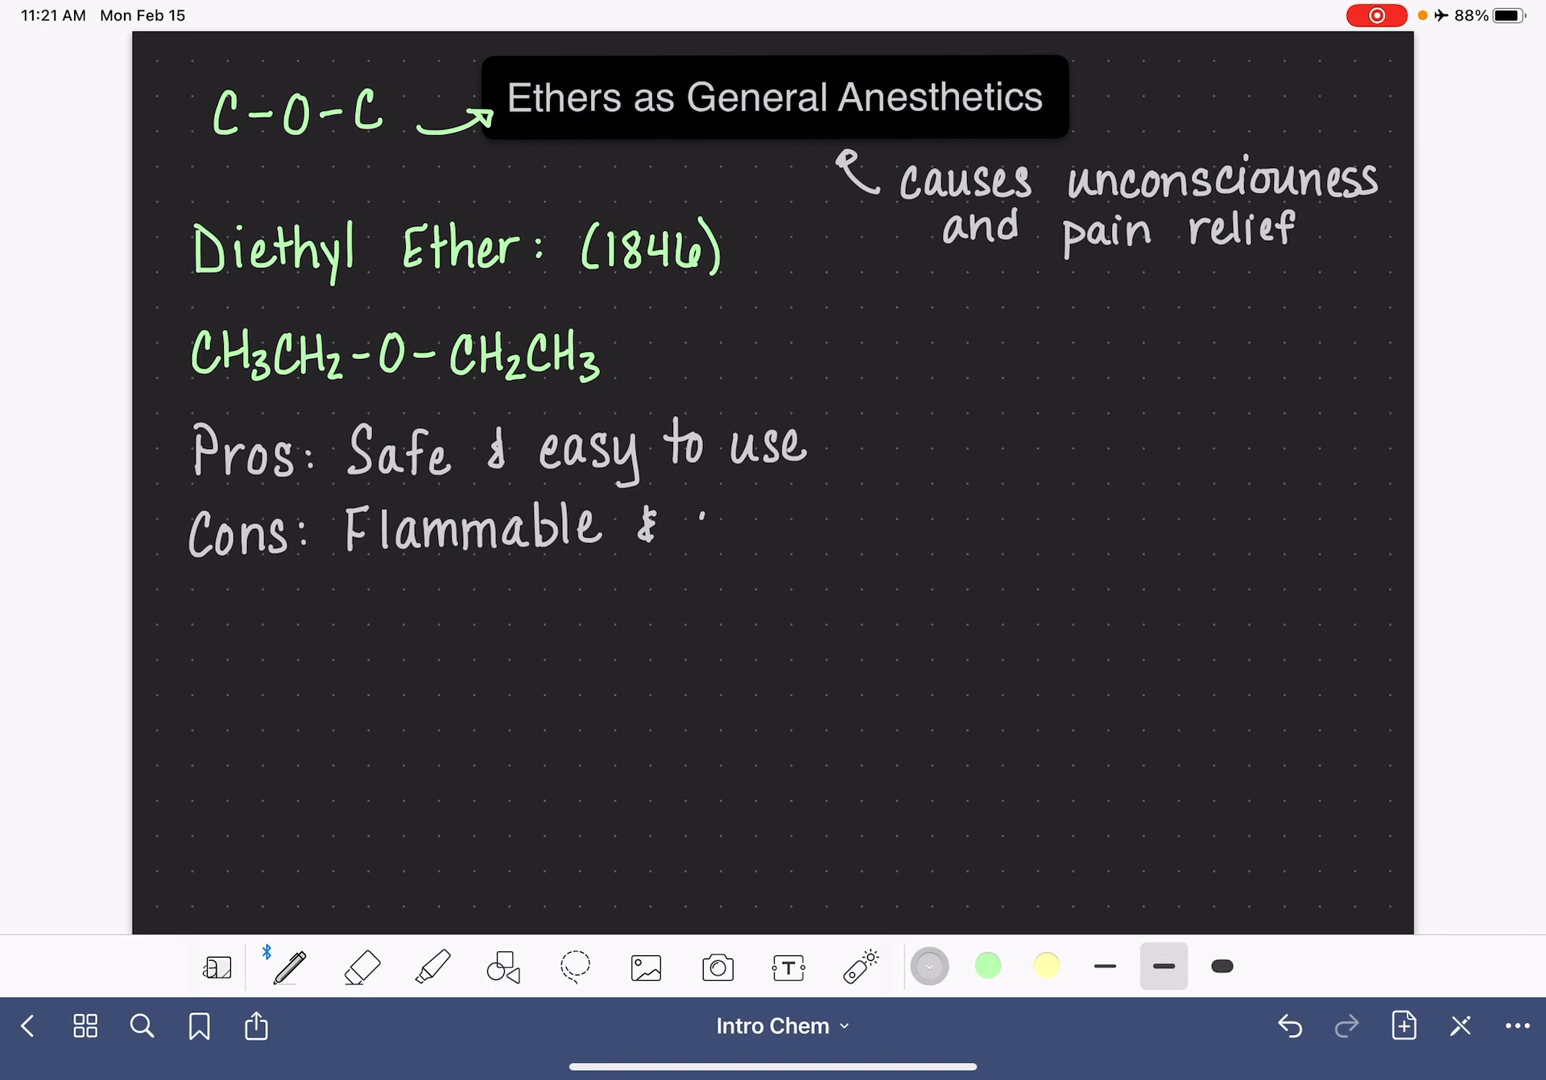 11:21 AM Mon Feb 15
88%
C-O-C → Ethers as General Anesthetics
causes unconsciouness
and pain relief
Diethyl Ether: (1846)
CH₃CH₂-O-CH₂CH₃
Pros: Safe & easy to use
Cons: Flammable &
Intro Chem